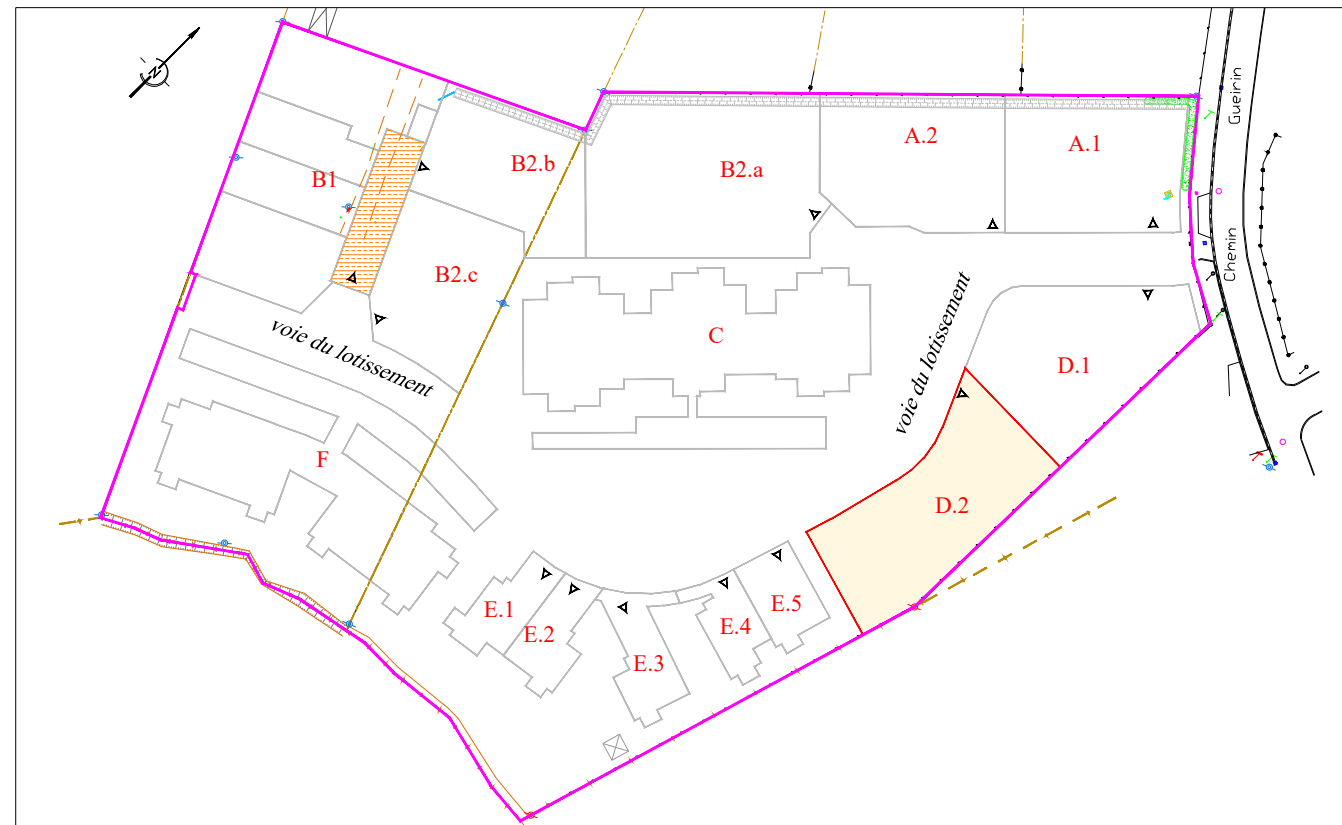 N
Gueirin
Chemin
A.2
A.1
B2.b
B2.a
B1
B2.c
voie du lotissement
C
voie du lotissement
D.1
F
D.2
E.1
E.2
E.3
E.4
E.5